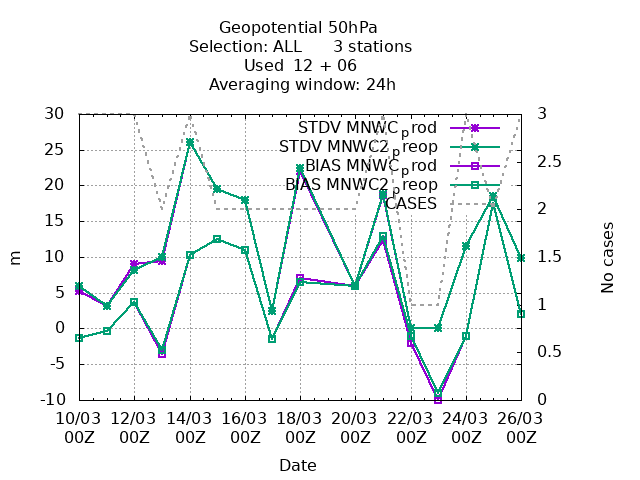 Geopotential 50hPa
Selection: ALL 3 stations
Used 12 + 06
Averaging window: 24h
30
25
20
15
10
5
0
-5
-10
m
3
2.5
2
1.5
1
0.5
0
No cases
STDV MNWC_prod
STDV MNWC2_preop
BIAS MNWC_prod
BIAS MNWC2_preop
CASES
10/03 12/03 14/03 16/03 18/03 20/03 22/03 24/03 26/03
00Z 00Z 00Z 00Z 00Z 00Z 00Z 00Z 00Z
Date